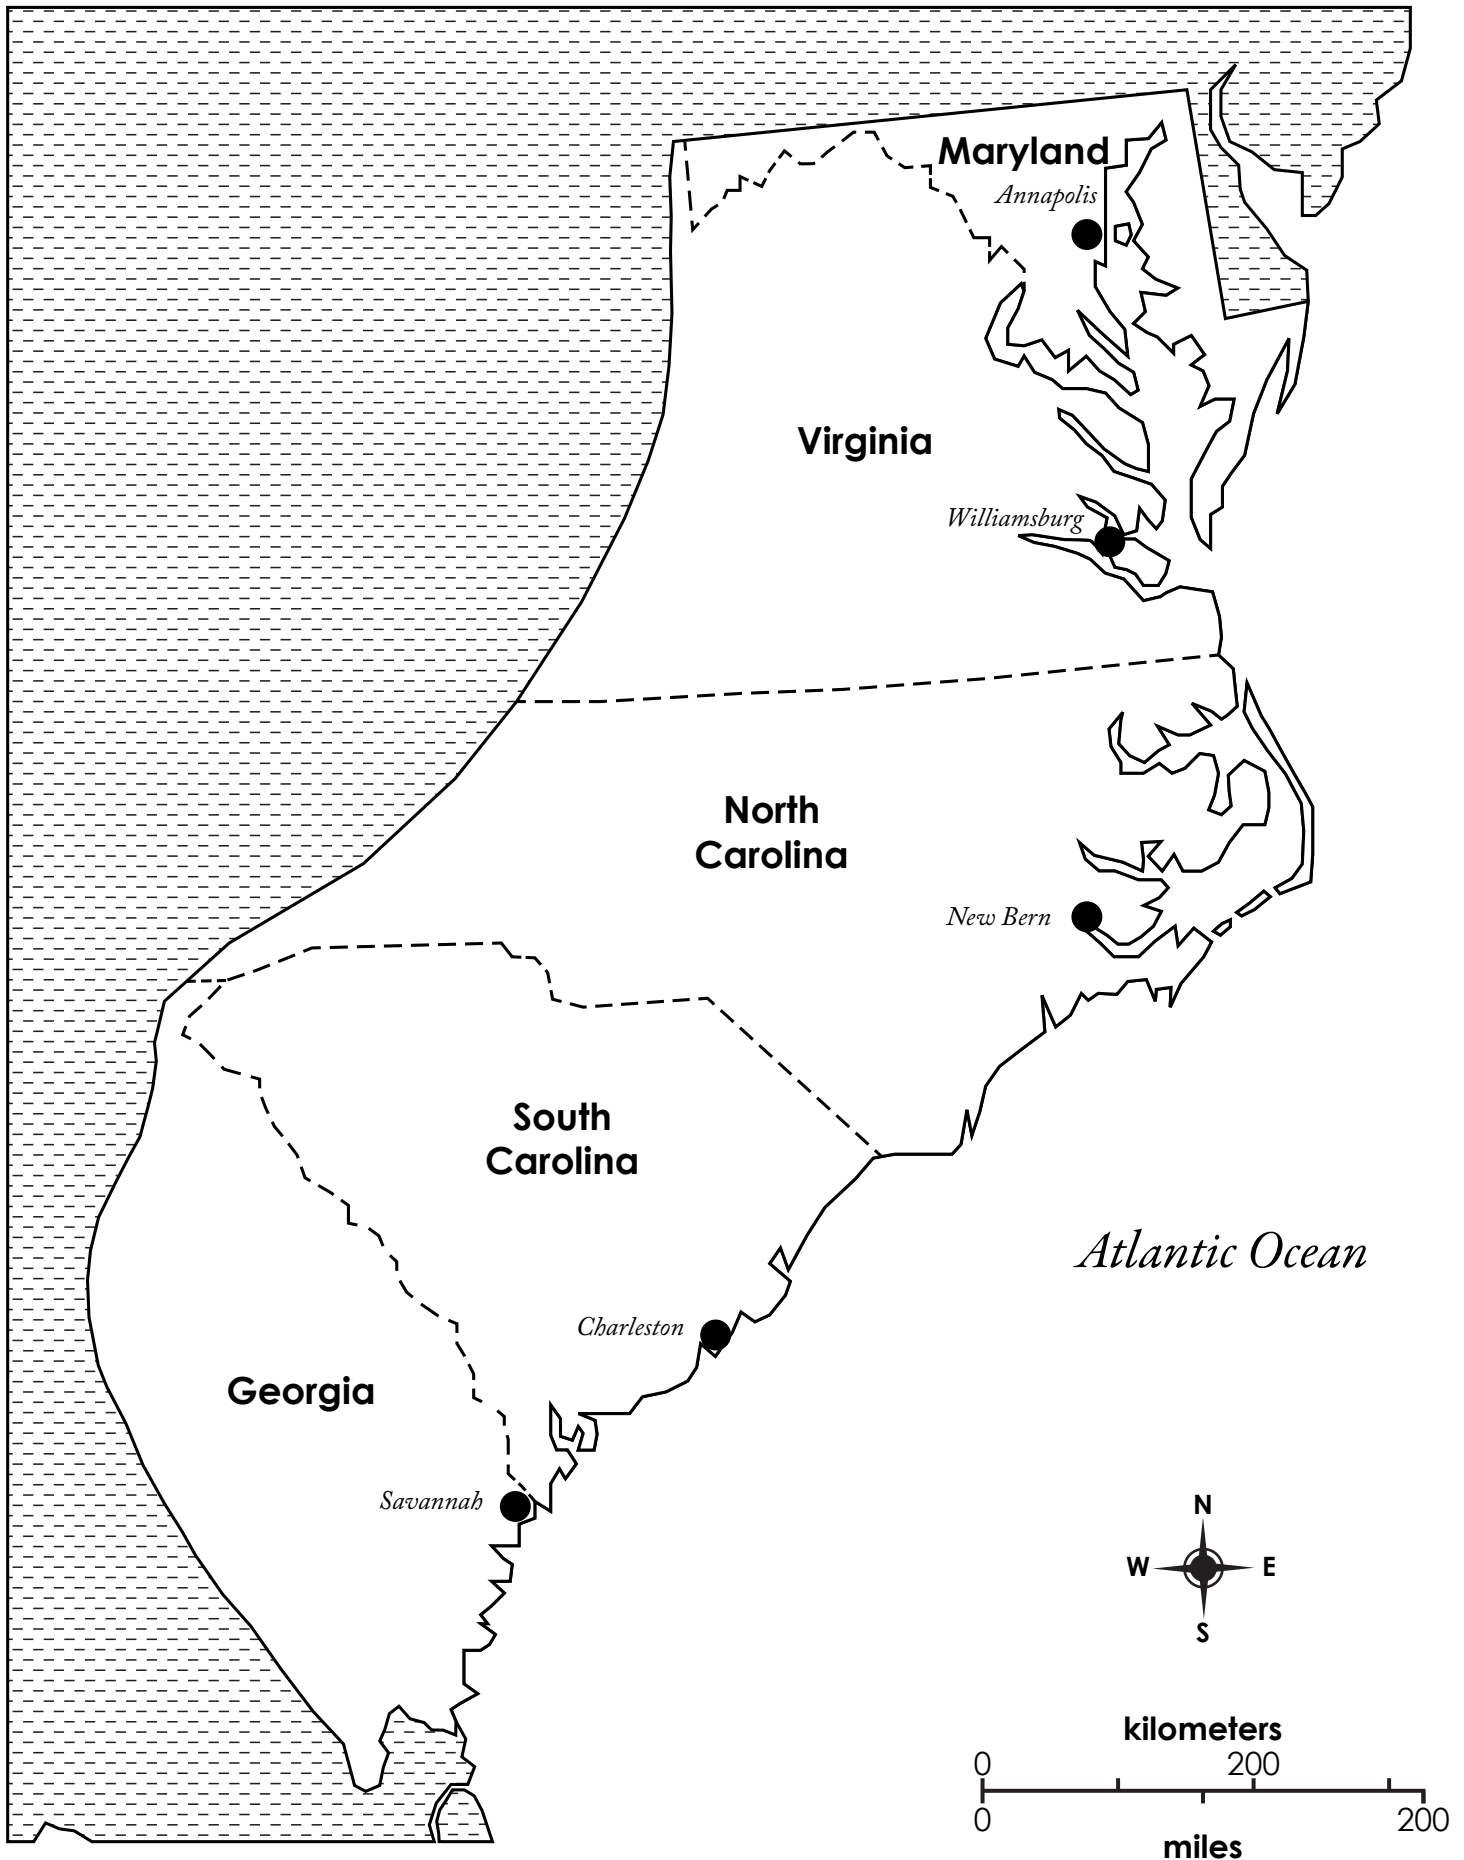 Maryland
Annapolis
Virginia
Williamsburg
North
Carolina
New Bern
South
Carolina
Atlantic Ocean
Charleston
Georgia
Savannah
N
W
E
S
kilometers
0
200
0
200
miles